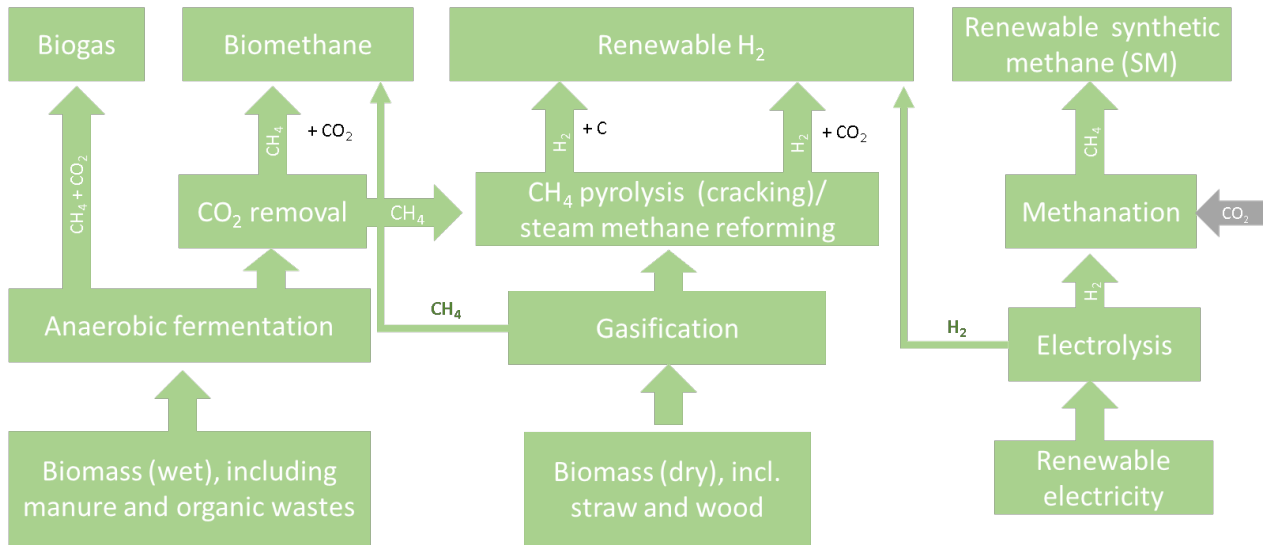 Biogas
Biomethane
Renewable H₂
Renewable synthetic
methane (SM)
CH₄ + CO₂
CH₄
+ CO₂
H₂
+ C
H₂
+ CO₂
CH₄
CO₂ removal
CH₄
CH₄ pyrolysis (cracking)/
steam methane reforming
Methanation
CO₂
Anaerobic fermentation
CH₄
Gasification
H₂
H₂
Electrolysis
Biomass (wet), including
manure and organic wastes
Biomass (dry), incl.
straw and wood
Renewable
electricity